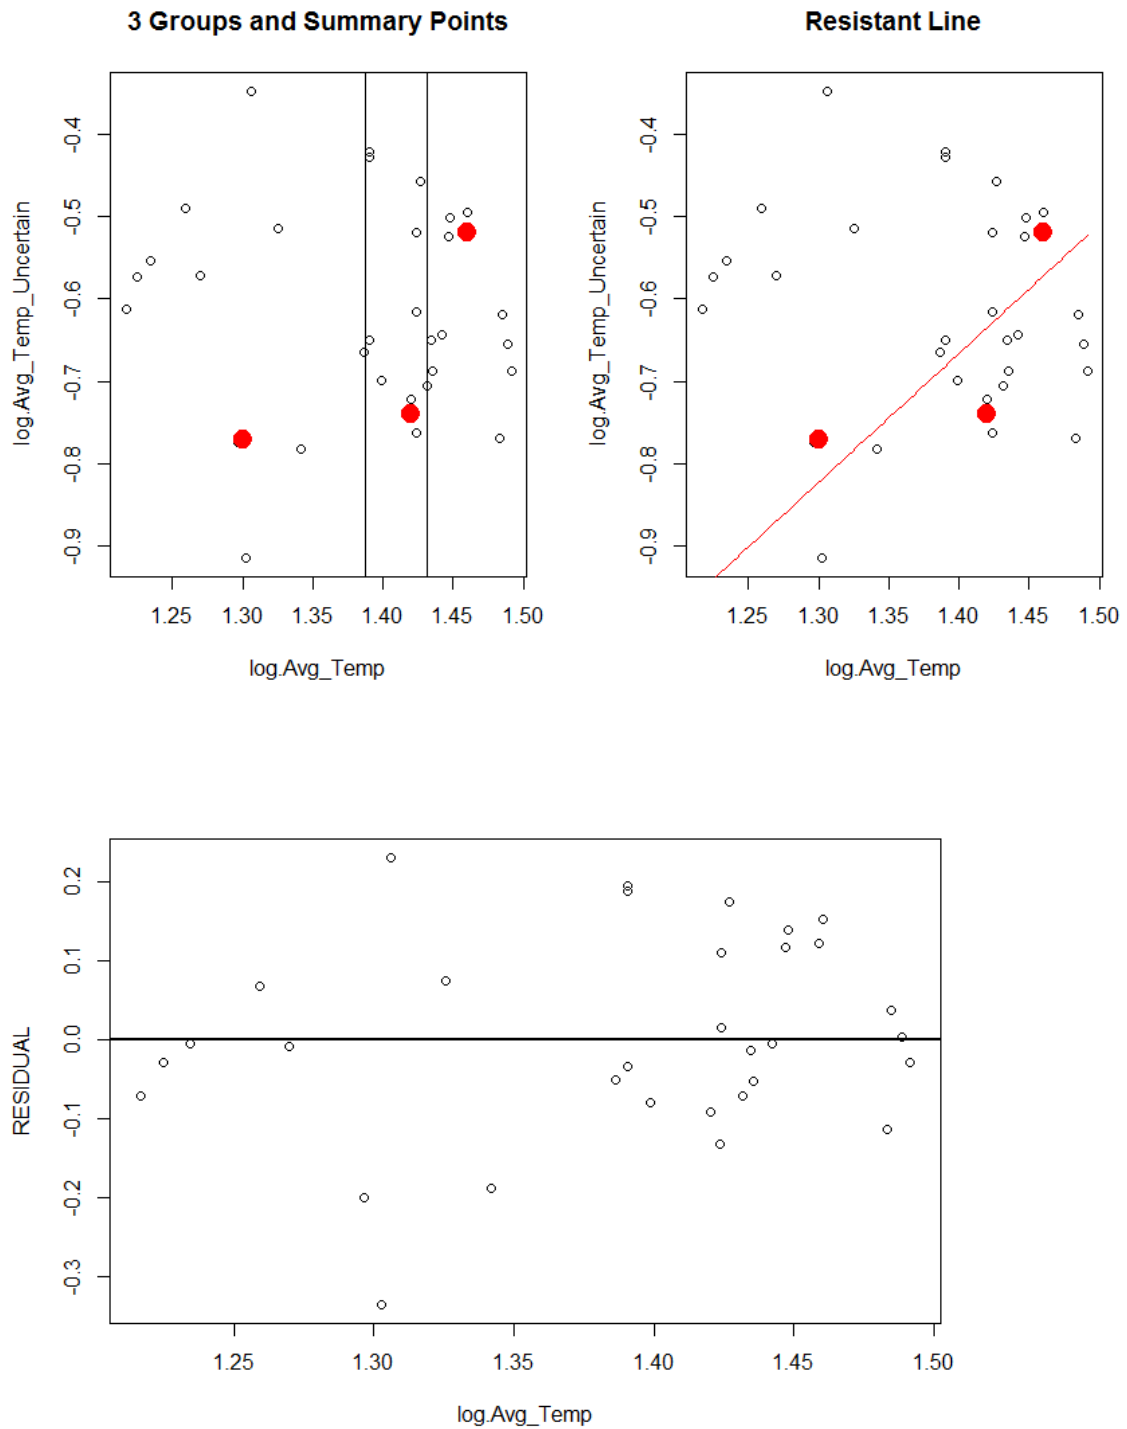 3 Groups and Summary Points
log.Avg_Temp_Uncertain
-0.4
-0.5
-0.6
-0.7
-0.8
-0.9
1.25 1.30 1.35 1.40 1.45 1.50
log.Avg_Temp
Resistant Line
log.Avg_Temp_Uncertain
-0.4
-0.5
-0.6
-0.7
-0.8
-0.9
1.25 1.30 1.35 1.40 1.45 1.50
log.Avg_Temp
RESIDUAL
0.2
0.1
0.0
-0.1
-0.2
-0.3
1.25 1.30 1.35 1.40 1.45 1.50
log.Avg_Temp